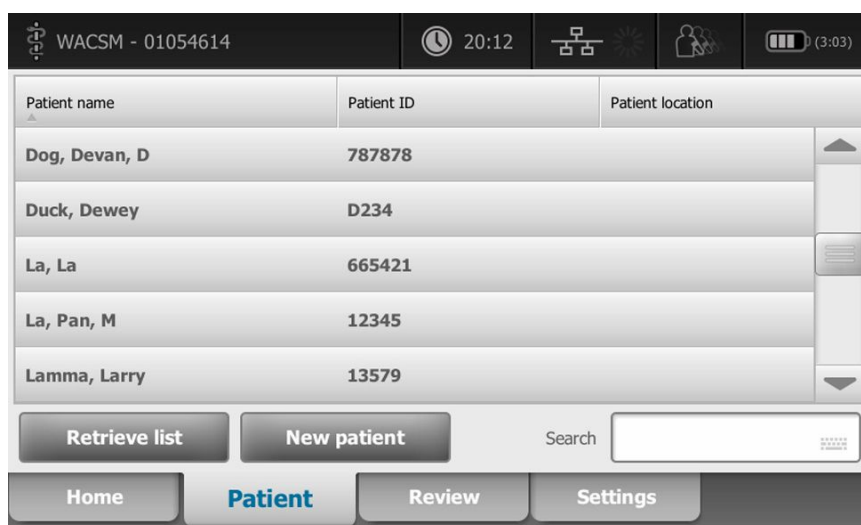 WACSM - 01054614 20:12 (3:03)
Patient name Patient ID Patient location
Dog, Devan, D 787878
Duck, Dewey D234
La, La 665421
La, Pan, M 12345
Lamma, Larry 13579
Retrieve list New patient Search
Home Patient Review Settings